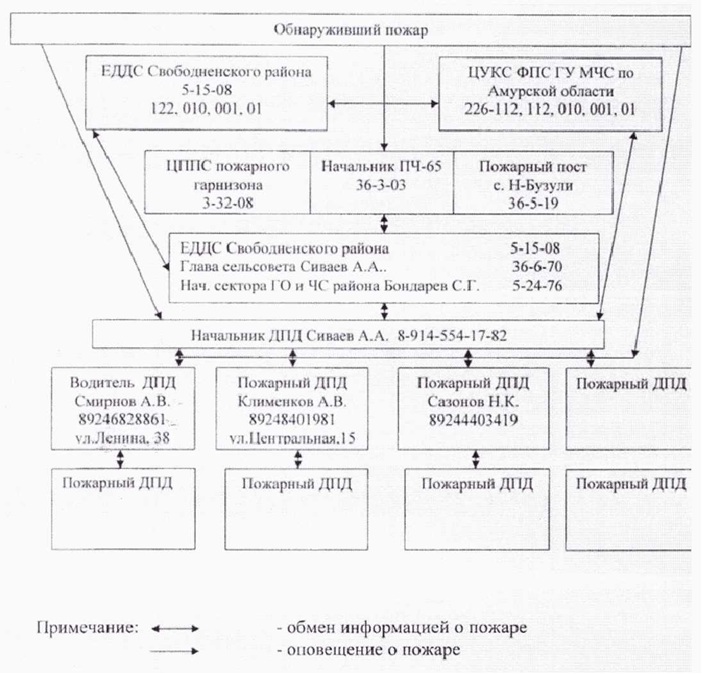 Обнаруживший пожар
ЕДДС Свободненского района
5-15-08
122, 010, 001, 01
ЦУКС ФПС ГУ МЧС по
Амурской области
226-112, 112, 010, 001, 01
ЦППС пожарного
гарнизона
3-32-08
Начальник ПЧ-65
36-3-03
Пожарный пост
с. Н-Бузули
36-5-19
ЕДДС Свободненского района 5-15-08
Глава сельсовета Сиваев А.А.. 36-6-70
Нач. сектора ГО и ЧС района Бондарев С.Г. 5-24-76
Начальник ДПД Сиваев А.А. 8-914-554-17-82
Водитель ДПД
Смирнов А.В.
89246828861
ул.Ленина, 38
Пожарный ДПД
Клименков А.В.
89248401981
ул.Центральная,15
Пожарный ДПД
Сазонов Н.К.
89244403419
Пожарный ДПД
Пожарный ДПД
Пожарный ДПД
Пожарный ДПД
Пожарный ДПД
Примечание: - обмен информацией о пожаре
- оповещение о пожаре